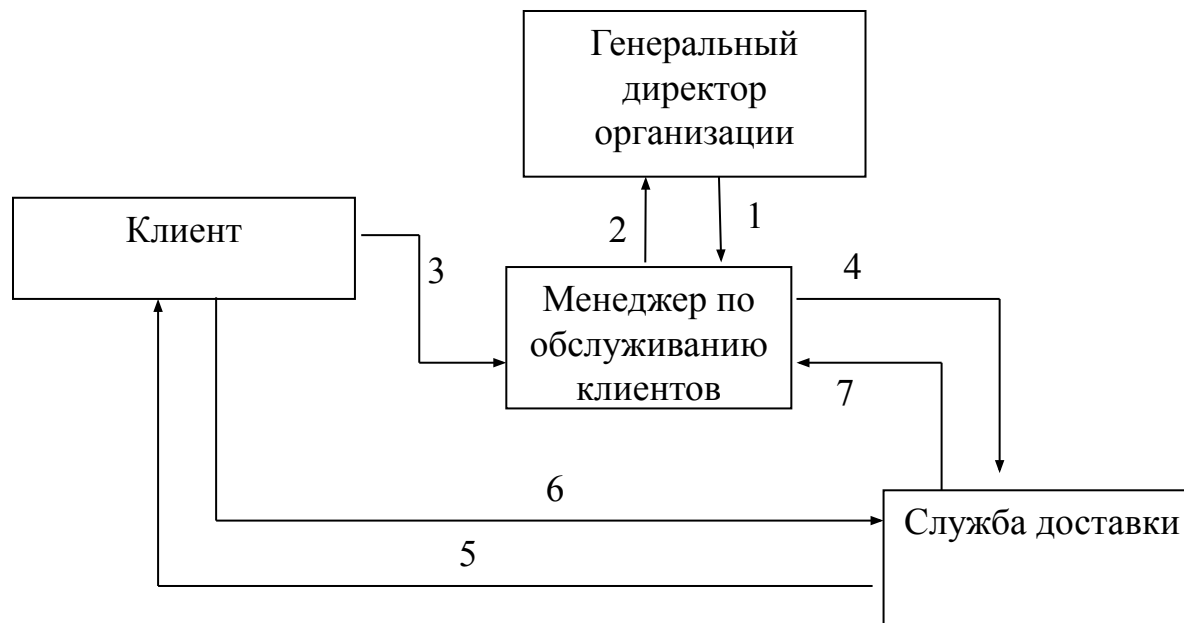 Генеральный
директор
организации
Клиент
2
1
3
4
Менеджер по
обслуживанию
клиентов
7
6
Служба доставки
5